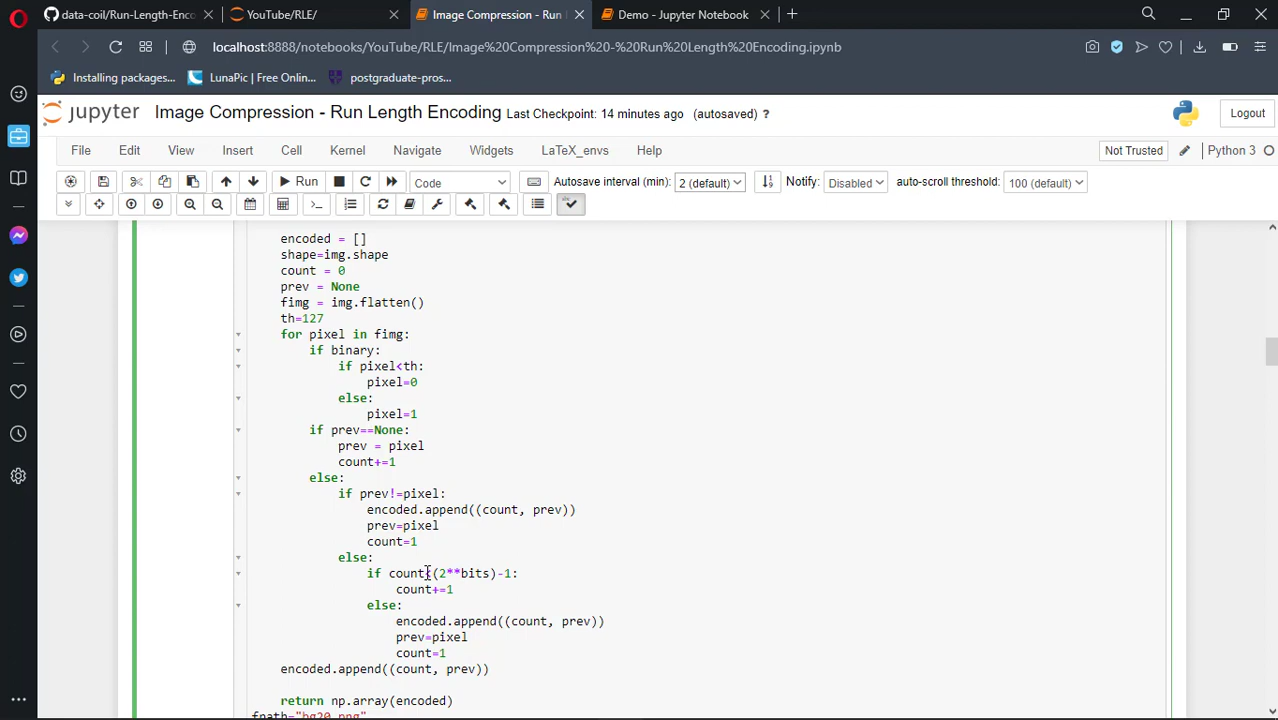 data-coil/Run-Length-Enco
YouTube/RLE/
Image Compression - Run
Demo - Jupyter Notebook
localhost:8888/notebooks/YouTube/RLE/Image%20Compression%20-%20Run%20Length%20Encoding.ipynb
Installing packages...
LunaPic | Free Onlin...
postgraduate-pros...
jupyter
Image Compression - Run Length Encoding Last Checkpoint: 14 minutes ago (autosaved) ?
Logout
File Edit View Insert Cell Kernel Navigate Widgets LaTeX_envs Help
Not Trusted
Python 3
Run
Code
Autosave interval (min): 2 (default)
Notify: Disabled
auto-scroll threshold: 100 (default)
encoded = []
shape=img.shape
count = 0
prev = None
fimg = img.flatten()
th=127
for pixel in fimg:
if binary:
if pixel<th:
pixel=0
else:
pixel=1
if prev==None:
prev = pixel
count+=1
else:
if prev!=pixel:
encoded.append((count, prev))
prev=pixel
count=1
else:
if count<(2**bits)-1:
count+=1
else:
encoded.append((count, prev))
prev=pixel
count=1
encoded.append((count, prev))
return np.array(encoded)
fpath="bg20.png"